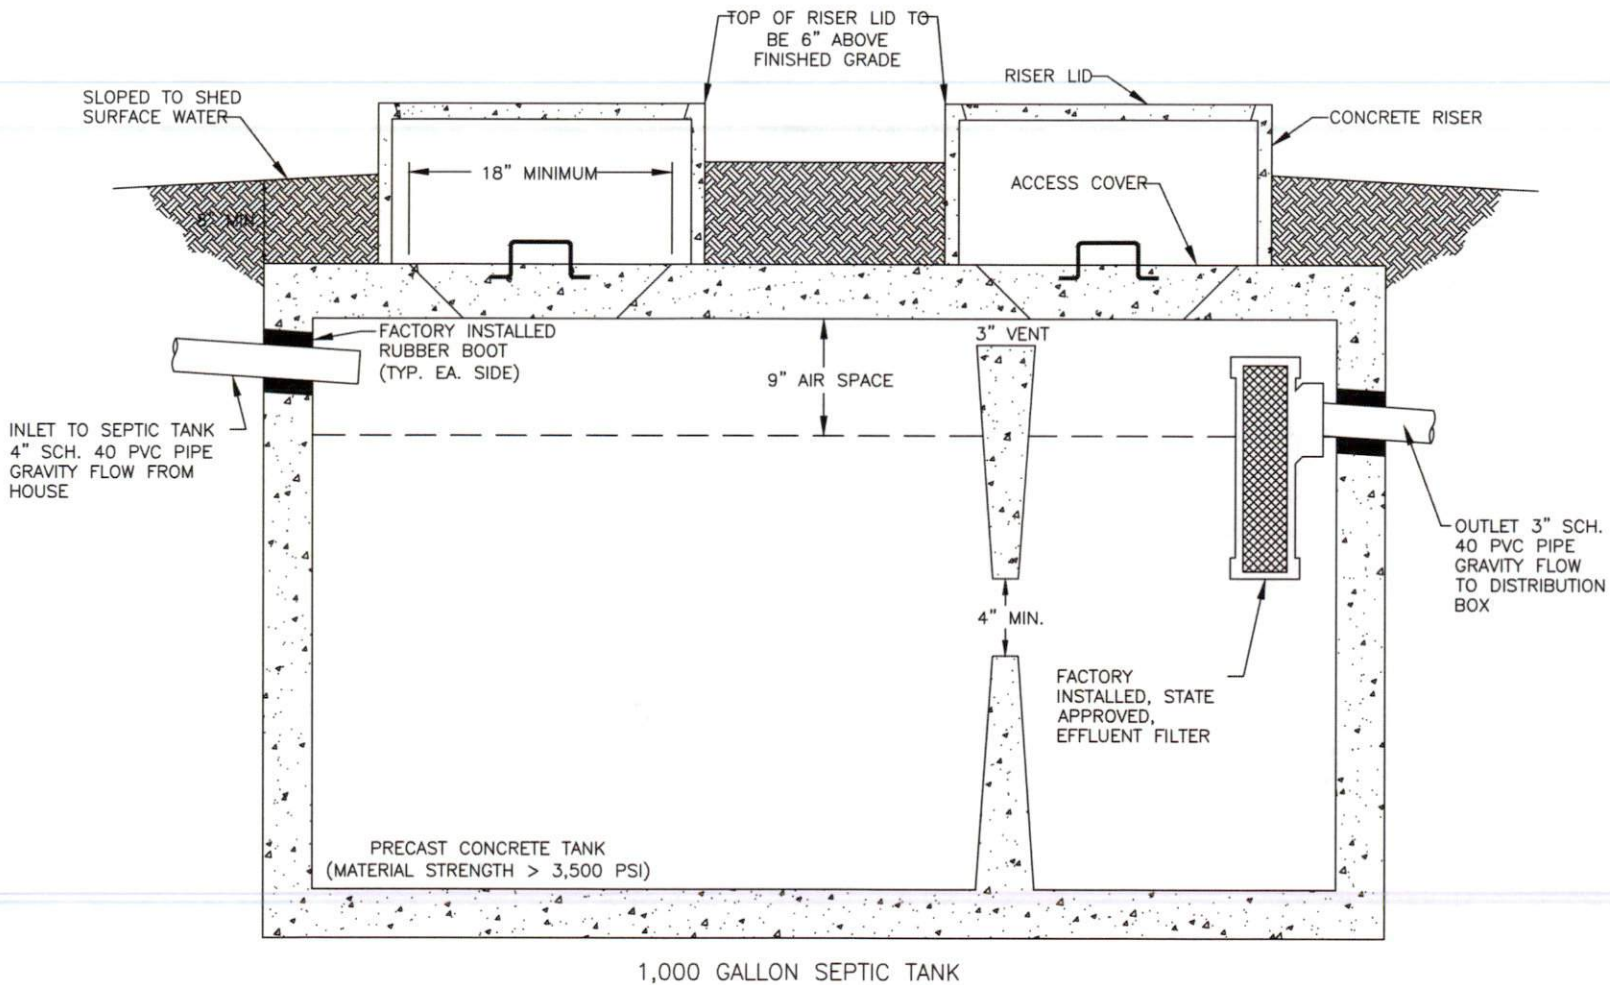 TOP OF RISER LID TO
BE 6" ABOVE
FINISHED GRADE
RISER LID
SLOPED TO SHED
SURFACE WATER
CONCRETE RISER
18" MINIMUM
ACCESS COVER
8" MIN.
FACTORY INSTALLED
RUBBER BOOT
(TYP. EA. SIDE)
3" VENT
9" AIR SPACE
INLET TO SEPTIC TANK
4" SCH. 40 PVC PIPE
GRAVITY FLOW FROM
HOUSE
OUTLET 3" SCH.
40 PVC PIPE
GRAVITY FLOW
TO DISTRIBUTION
BOX
4" MIN.
FACTORY
INSTALLED, STATE
APPROVED,
EFFLUENT FILTER
PRECAST CONCRETE TANK
(MATERIAL STRENGTH > 3,500 PSI)
1,000 GALLON SEPTIC TANK